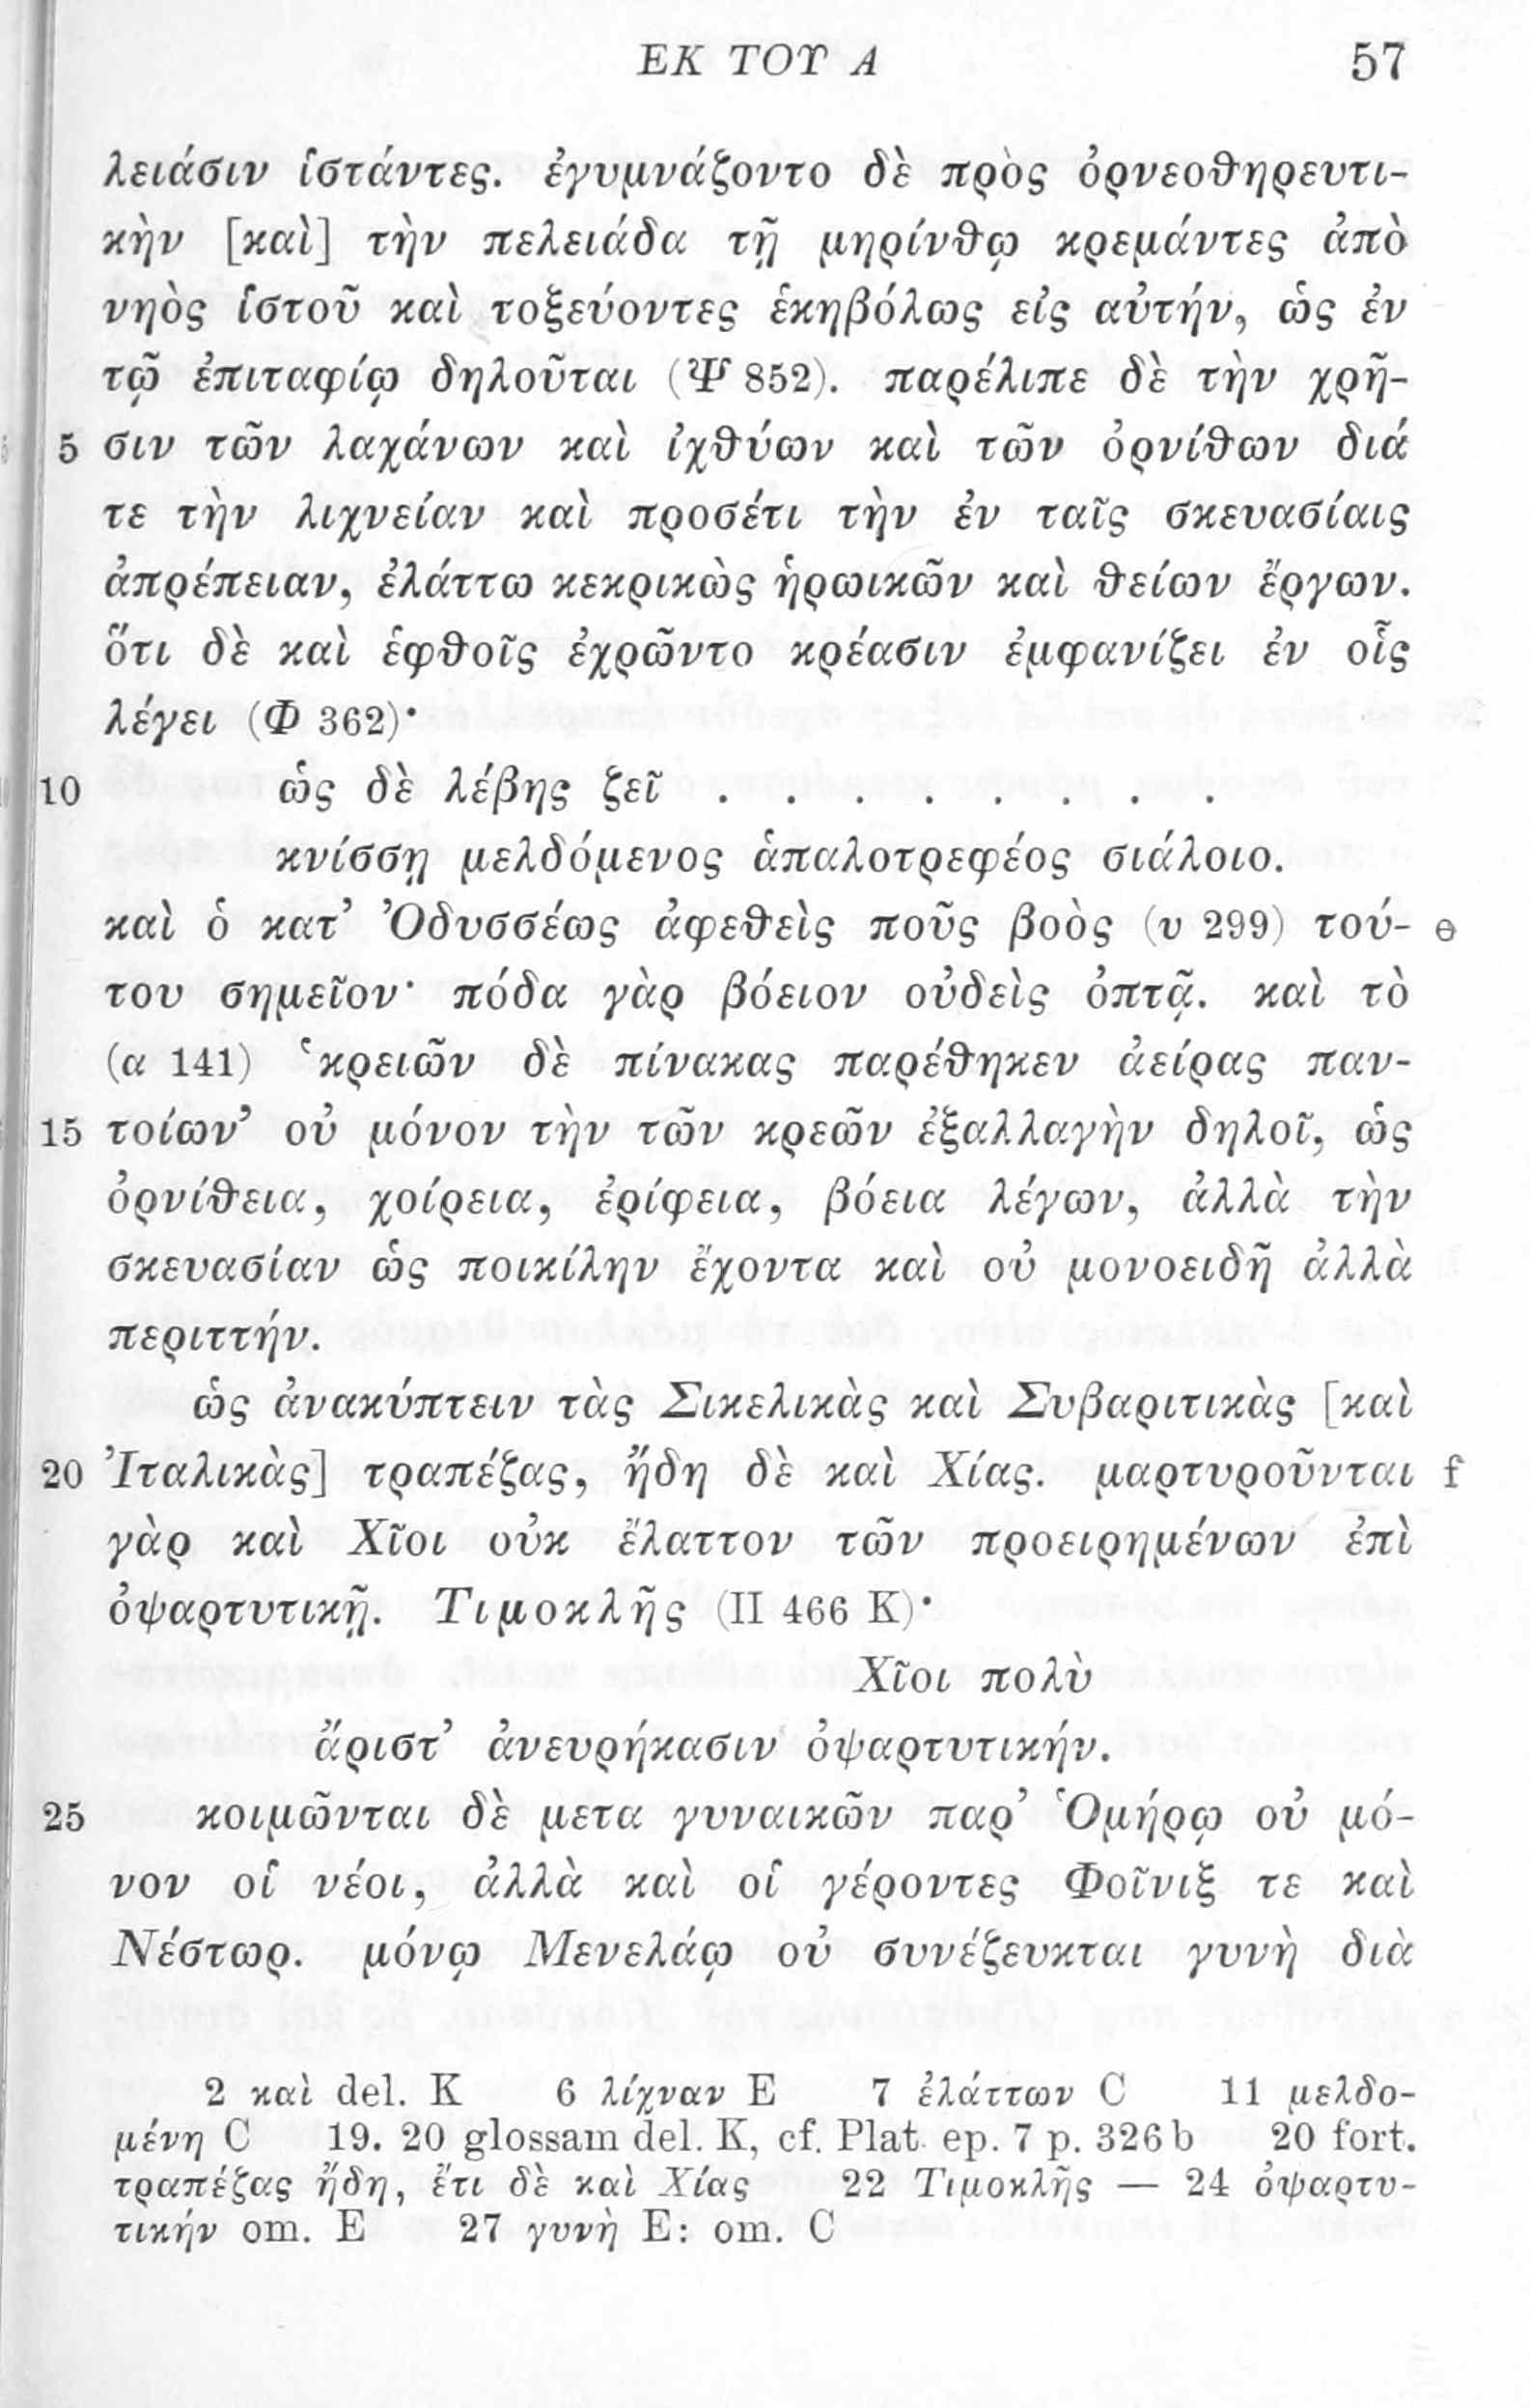 ΕΚ ΤΟΥ Α 57
λειάσιν ἱστάντες. ἐγυμνάζοντο δὲ πρὸς ὀρνεοθηρευτι-
κὴν [καὶ] τὴν πελειάδα τῇ μηρίνθῳ κρεμάντες ἀπὸ
νηὸς ἱστοῦ καὶ τοξεύοντες ἑκηβόλως εἰς αὐτήν, ὡς ἐν
τῷ ἐπιταφίῳ δηλοῦται (Ψ 852). παρέλιπε δὲ τὴν χρῆ-
5 σιν τῶν λαχάνων καὶ ἰχθύων καὶ τῶν ὀρνίθων διά
τε τὴν λιχνείαν καὶ προσέτι τὴν ἐν ταῖς σκευασίαις
ἀπρέπειαν, ἐλάττω κεκρικὼς ἡρωικῶν καὶ θείων ἔργων.
ὅτι δὲ καὶ ἑφθοῖς ἐχρῶντο κρέασιν ἐμφανίζει ἐν οἷς
λέγει (Φ 362)·
10 ὡς δὲ λέβης ζεῖ . . . . . . . .
κνίσσῃ μελδόμενος ἁπαλοτρεφέος σιάλοιο.
καὶ ὁ κατ’ Ὀδυσσέως ἀφεθεὶς ποῦς βοὸς (υ 299) τού- e
του σημεῖον· πόδα γὰρ βόειον οὐδεὶς ὀπτᾷ. καὶ τὸ
(α 141) ‘κρειῶν δὲ πίνακας παρέθηκεν ἀείρας παν-
15 τοίων’ οὐ μόνον τὴν τῶν κρεῶν ἐξαλλαγὴν δηλοῖ, ὡς
ὀρνίθεια, χοίρεια, ἐρίφεια, βόεια λέγων, ἀλλὰ τὴν
σκευασίαν ὡς ποικίλην ἔχοντα καὶ οὐ μονοειδῆ ἀλλὰ
περιττήν.
ὡς ἀνακύπτειν τὰς Σικελικὰς καὶ Συβαριτικὰς [καὶ
20 Ἰταλικὰς] τραπέζας, ἤδη δὲ καὶ Χίας. μαρτυροῦνται f
γὰρ καὶ Χῖοι οὐκ ἔλαττον τῶν προειρημένων ἐπὶ
ὀψαρτυτικῇ. Τιμοκλῆς (II 466 K)·
Χῖοι πολὺ
ἄριστ’ ἀνευρήκασιν ὀψαρτυτικήν.
25 κοιμῶνται δὲ μετα γυναικῶν παρ’ Ὁμήρῳ οὐ μό-
νον οἱ νέοι, ἀλλὰ καὶ οἱ γέροντες Φοῖνιξ τε καὶ
Νέστωρ. μόνῳ Μενελάῳ οὐ συνέζευκται γυνὴ διὰ
2 καὶ del. K 6 λίχναν E 7 ἐλάττων C 11 μελδο-
μένη C 19. 20 glossam del. K, cf. Plat. ep. 7 p. 326 b 20 fort.
τραπέζας ἤδη, ἔτι δὲ καὶ Χίας 22 Τιμοκλῆς — 24 ὀψαρτυ-
τικήν om. E 27 γυνὴ E: om. C